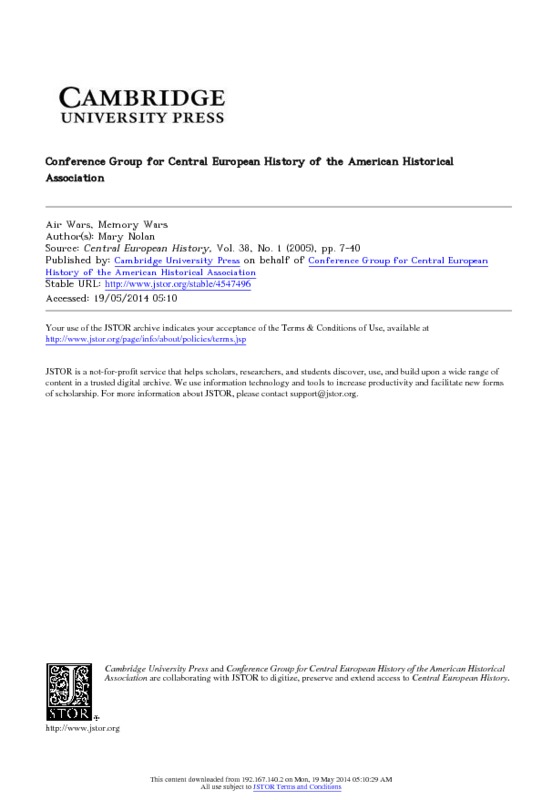 CAMBRIDGE
UNIVERSITY PRESS
Conference Group for Central European History of the American Historical
Association
Air Wars, Memory Wars
Author(s): Mary Nolan
Source: Central European History, Vol. 38, No. 1 (2005), pp. 7-40
Published by: Cambridge University Press on behalf of Conference Group for Central European
History of the American Historical Association
Stable URL: http://www.jstor.org/stable/4547496
Accessed: 19/05/2014 05:10
Your use of the JSTOR archive indicates your acceptance of the Terms & Conditions of Use, available at
http://www.jstor.org/page/info/about/policies/terms.jsp
JSTOR is a not-for-profit service that helps scholars, researchers, and students discover, use, and build upon a wide range of
content in a trusted digital archive. We use information technology and tools to increase productivity and facilitate new forms
of scholarship. For more information about JSTOR, please contact support@jstor.org.
Cambridge University Press and Conference Group for Central European History of the American Historical
Association are collaborating with JSTOR to digitize, preserve and extend access to Central European History.
JSTOR
http://www.jstor.org
This content downloaded from 192.167.140.2 on Mon, 19 May 2014 05:10:29 AM
All use subject to JSTOR Terms and Conditions